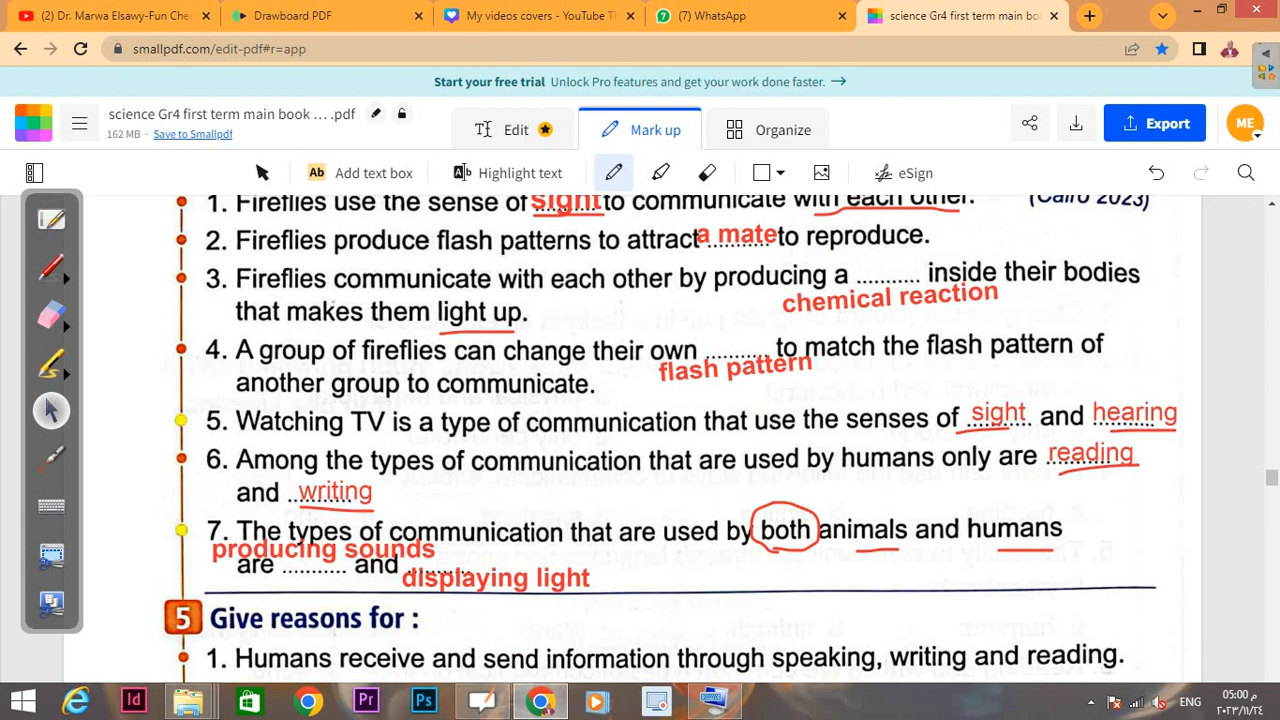 (2) Dr. Marwa Elsawy-Fun Che
Drawboard PDF
My videos covers - YouTube T
(7) WhatsApp
science Gr4 first term main bo
smallpdf.com/edit-pdf#r=app
Start your free trial Unlock Pro features and get your work done faster. →
science Gr4 first term main book ... .pdf
162 MB · Save to Smallpdf
Edit
Mark up
Organize
Export
ME
Ab Add text box
Highlight text
eSign
1. Fireflies use the sense of sight to communicate with each other. (Cairo 2023)
2. Fireflies produce flash patterns to attract a mate to reproduce.
3. Fireflies communicate with each other by producing a .......... inside their bodies
chemical reaction
that makes them light up.
4. A group of fireflies can change their own .......... to match the flash pattern of
flash pattern
another group to communicate.
5. Watching TV is a type of communication that use the senses of sight and hearing
6. Among the types of communication that are used by humans only are reading
and writing
7. The types of communication that are used by both animals and humans
producing sounds
are .......... and ..........
displaying light
5 Give reasons for :
1. Humans receive and send information through speaking, writing and reading.
Id
Pr
Ps
ENG
05:00 م
٢٠٢٣/١١/٢٤